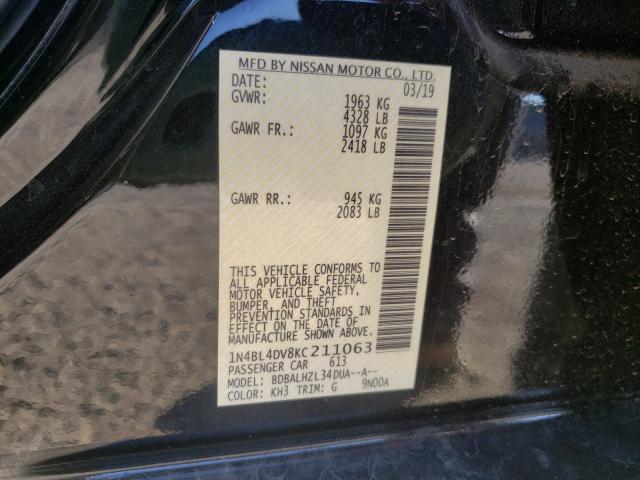 MFD BY NISSAN MOTOR CO., LTD.
DATE: 03/19
GVWR: 1963 KG
4328 LB
GAWR FR.: 1097 KG
2418 LB
GAWR RR.: 945 KG
2083 LB
THIS VEHICLE CONFORMS TO
ALL APPLICABLE FEDERAL
MOTOR VEHICLE SAFETY,
BUMPER, AND THEFT
PREVENTION STANDARDS IN
EFFECT ON THE DATE OF
MANUFACTURE SHOWN ABOVE.
1N4BL4DV8KC211063
PASSENGER CAR 613
MODEL: BDBALHZL34DUA--A--
COLOR: KH3 TRIM: G 9N00A